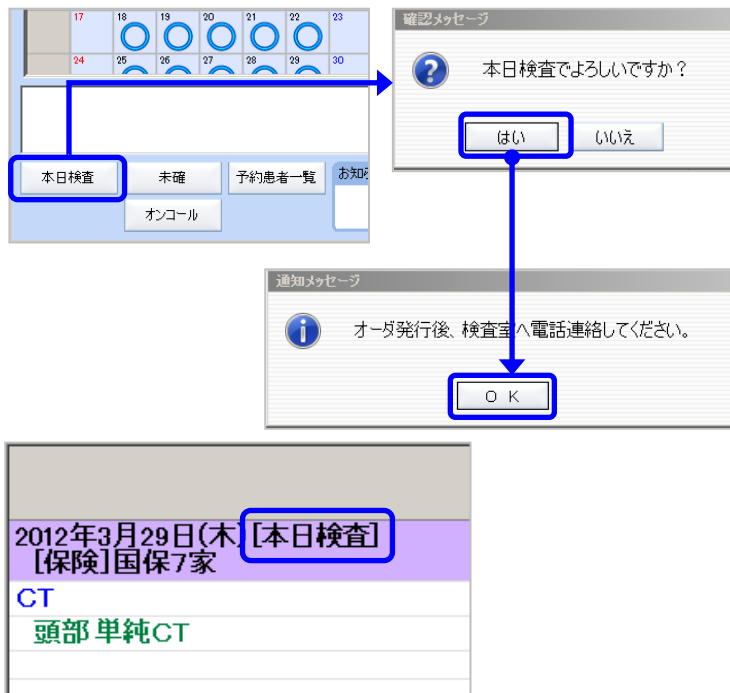 17 18 19 20 21 22 23
24 25 26 27 28 29 30
本日検査 未確 予約患者一覧
オンコール
確認メッセージ
本日検査でよろしいですか？
はい いいえ
通知メッセージ
オーダ発行後、検査室へ電話連絡してください。
ＯＫ
2012年3月29日(木) [本日検査]
[保険]国保7家
CT
頭部 単純CT